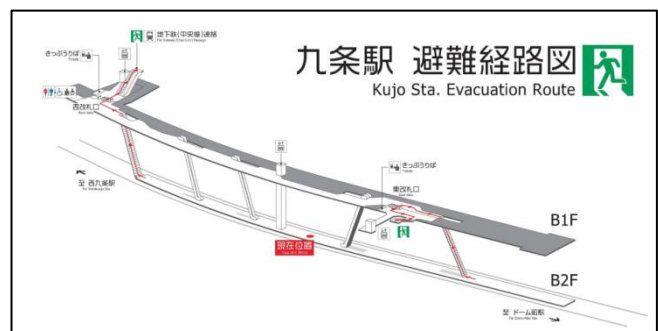 九条駅 避難経路図
Kujo Sta. Evacuation Route
地下鉄(中央線)連絡
きっぷうりば
西改札口
至 西九条駅
きっぷうりば
東改札口
現在位置
B1F
B2F
至 ドーム前駅